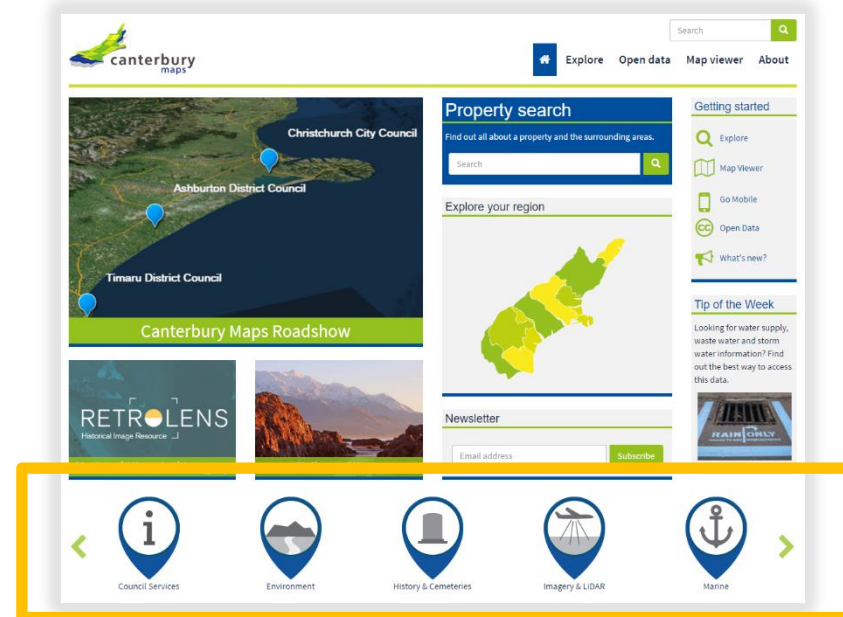 Search
canterbury
maps
Explore
Open data
Map viewer
About
Christchurch City Council
Ashburton District Council
Timaru District Council
Canterbury Maps Roadshow
RETROLENS
Historical Image Resource
Property search
Find out all about a property and the surrounding areas.
Search
Explore your region
Newsletter
Email address
Subscribe
Getting started
Explore
Map Viewer
Go Mobile
CC
Open Data
What's new?
Tip of the Week
Looking for water supply,
waste water and storm
water information? Find
out the best way to access
this data.
RAIN ONLY
i
Council Services
Environment
History & Cemeteries
Imagery & LiDAR
Marine